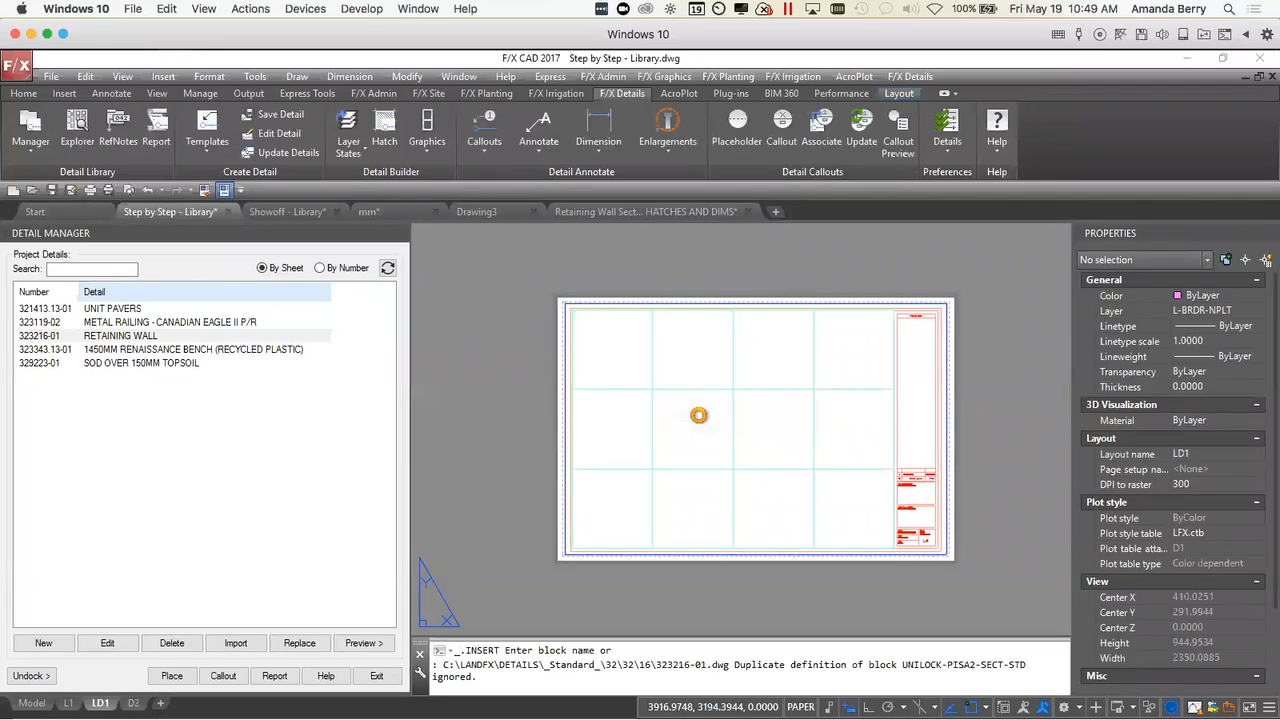 Windows 10 File Edit View Actions Devices Develop Window Help 19 100% Fri May 19 10:49 AM Amanda Berry
Windows 10
F/X CAD 2017 Step by Step - Library.dwg
F/X
File Edit View Insert Format Tools Draw Dimension Modify Window Help Express F/X Admin F/X Graphics F/X Planting F/X Irrigation AcroPlot F/X Details
Home Insert Annotate View Manage Output Express Tools F/X Admin F/X Site F/X Planting F/X Irrigation F/X Details AcroPlot Plug-ins BIM 360 Performance Layout
Save Detail
Edit Detail
Update Details
Manager Explorer RefNotes Report Templates Layer States Hatch Graphics Callouts Annotate Dimension Enlargements Placeholder Callout Associate Update Callout Preview Details Help
Detail Library Create Detail Detail Builder Detail Annotate Detail Callouts Preferences Help
Start Step by Step - Library* Showoff - Library* mm* Drawing3 Retaining Wall Sect... HATCHES AND DIMS*
DETAIL MANAGER
Project Details:
Search: By Sheet By Number
Number Detail
321413.13-01 UNIT PAVERS
323119-02 METAL RAILING - CANADIAN EAGLE II P/R
323216-01 RETAINING WALL
323343.13-01 1450MM RENAISSANCE BENCH (RECYCLED PLASTIC)
329223-01 SOD OVER 150MM TOPSOIL
New Edit Delete Import Replace Preview >
Undock > Place Callout Report Help Exit
Y
X
_.INSERT Enter block name or
: C:\LANDFX\DETAILS\_Standard_\32\32\16\323216-01.dwg Duplicate definition of block UNILOCK-PISA2-SECT-STD
ignored.
PROPERTIES
No selection
General
Color ByLayer
Layer L-BRDR-NPLT
Linetype ByLayer
Linetype scale 1.0000
Lineweight ByLayer
Transparency ByLayer
Thickness 0.0000
3D Visualization
Material ByLayer
Layout
Layout name LD1
Page setup na... <None>
DPI to raster 300
Plot style
Plot style ByColor
Plot style table LFX.ctb
Plot table atta... D1
Plot table type Color dependent
View
Center X 410.0251
Center Y 291.9944
Center Z 0.0000
Height 944.9534
Width 2350.0885
Misc
Model L1 LD1 D2 3916.9748, 3194.3944, 0.0000 PAPER